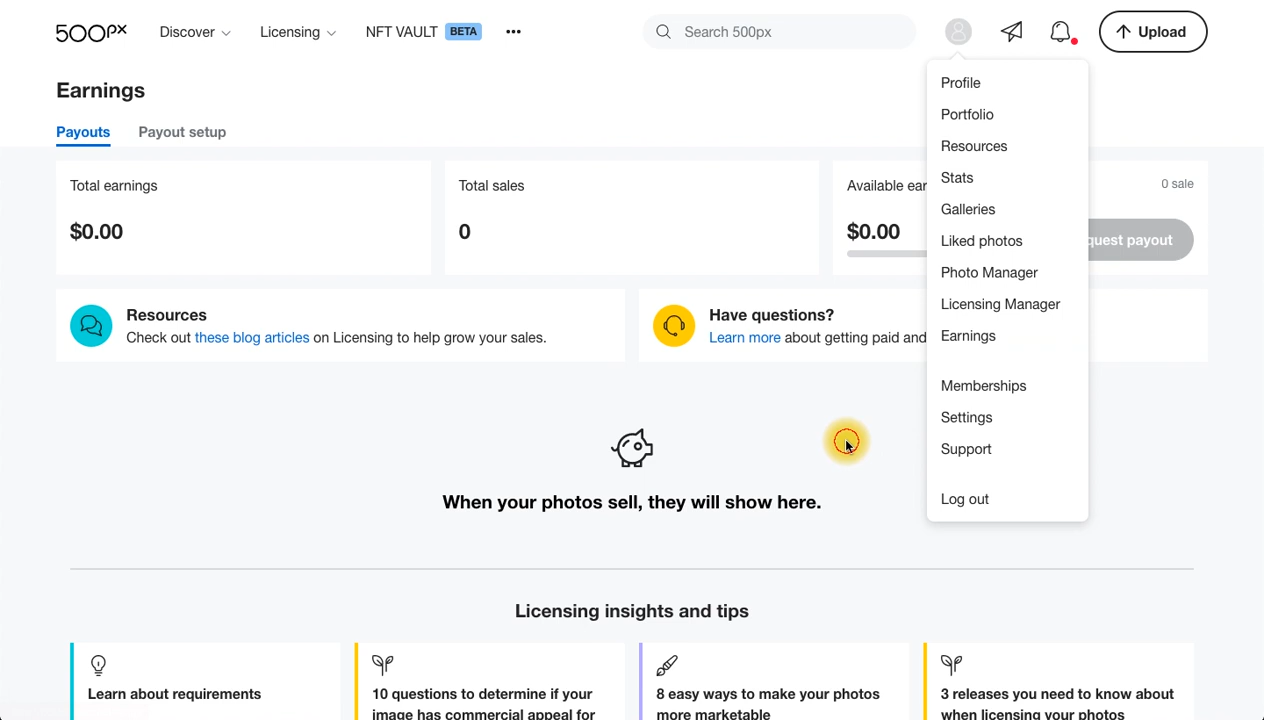 500px
Discover
Licensing
NFT VAULT BETA
Search 500px
Upload
Earnings
Payouts
Payout setup
Profile
Portfolio
Resources
Stats
Galleries
Liked photos
Photo Manager
Licensing Manager
Earnings
Memberships
Settings
Support
Log out
Total earnings
$0.00
Total sales
0
Available ear
0 sale
$0.00
quest payout
Resources
Check out these blog articles on Licensing to help grow your sales.
Have questions?
Learn more about getting paid and
When your photos sell, they will show here.
Licensing insights and tips
Learn about requirements
10 questions to determine if your
image has commercial appeal for
8 easy ways to make your photos
more marketable
3 releases you need to know about
when licensing your photos